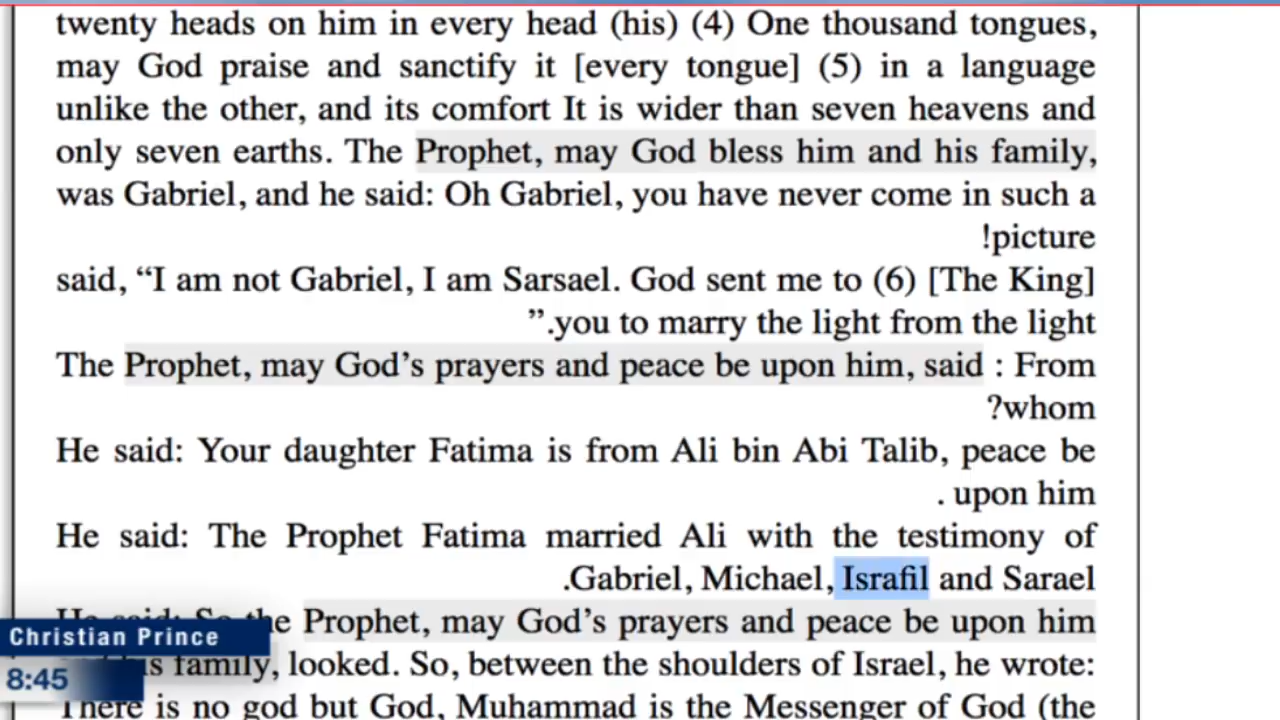 twenty heads on him in every head (his) (4) One thousand tongues,
may God praise and sanctify it [every tongue] (5) in a language
unlike the other, and its comfort It is wider than seven heavens and
only seven earths. The Prophet, may God bless him and his family,
was Gabriel, and he said: Oh Gabriel, you have never come in such a
!picture
said, “I am not Gabriel, I am Sarsael. God sent me to (6) [The King]
”.you to marry the light from the light
The Prophet, may God’s prayers and peace be upon him, said : From
?whom
He said: Your daughter Fatima is from Ali bin Abi Talib, peace be
. upon him
He said: The Prophet Fatima married Ali with the testimony of
.Gabriel, Michael, Israfil and Sarael
He said: So the Prophet, may God’s prayers and peace be upon him
his family, looked. So, between the shoulders of Israel, he wrote:
There is no god but God, Muhammad is the Messenger of God (the
Christian Prince
8:45